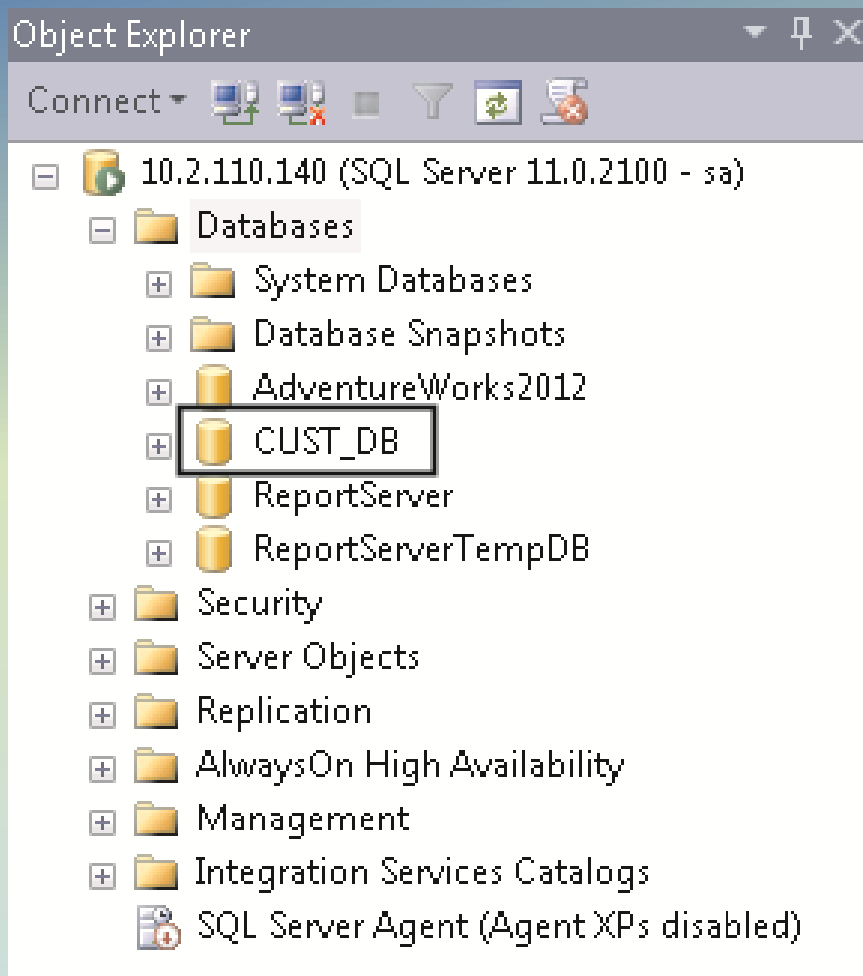 Object Explorer
Connect
10.2.110.140 (SQL Server 11.0.2100 - sa)
Databases
System Databases
Database Snapshots
AdventureWorks2012
CUST_DB
ReportServer
ReportServerTempDB
Security
Server Objects
Replication
AlwaysOn High Availability
Management
Integration Services Catalogs
SQL Server Agent (Agent XPs disabled)